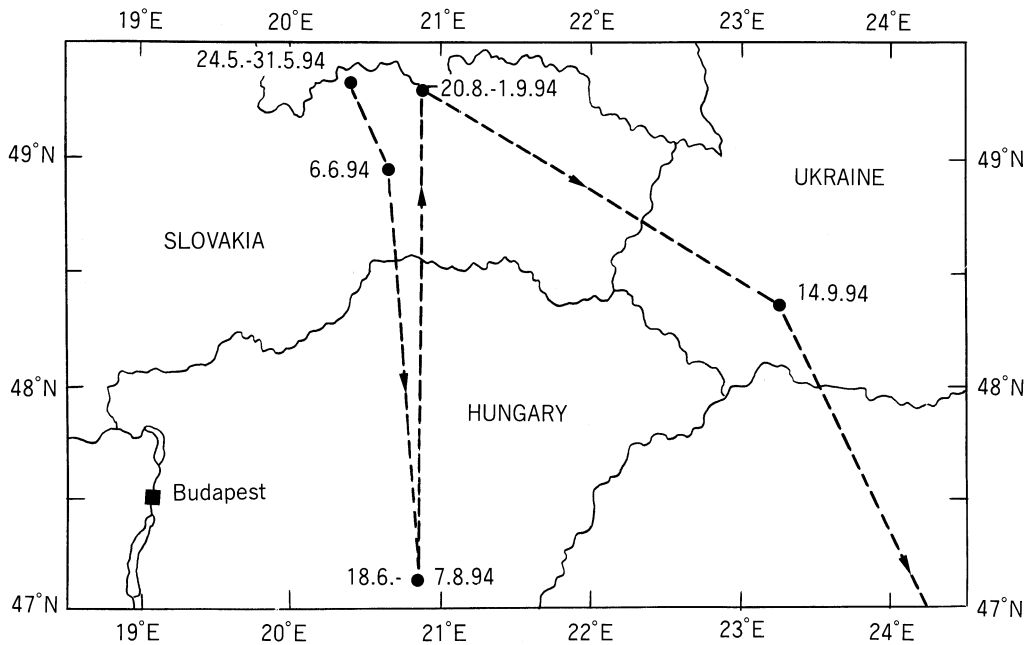 19°E 20°E 21°E 22°E 23°E 24°E
24.5.-31.5.94
20.8.-1.9.94
49°N 49°N
6.6.94
UKRAINE
SLOVAKIA
14.9.94
48°N 48°N
HUNGARY
Budapest
18.6.- 7.8.94
47°N 47°N
19°E 20°E 21°E 22°E 23°E 24°E